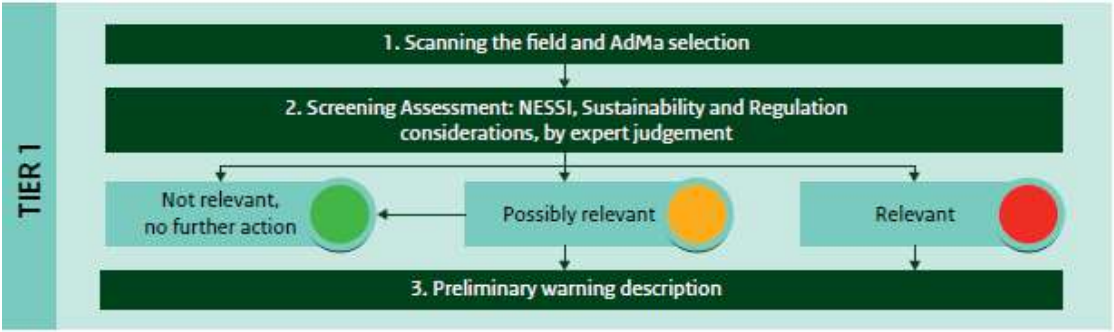 TIER 1
1. Scanning the field and AdMa selection
2. Screening Assessment: NESSI, Sustainability and Regulation
considerations, by expert judgement
Not relevant,
no further action
Possibly relevant
Relevant
3. Preliminary warning description